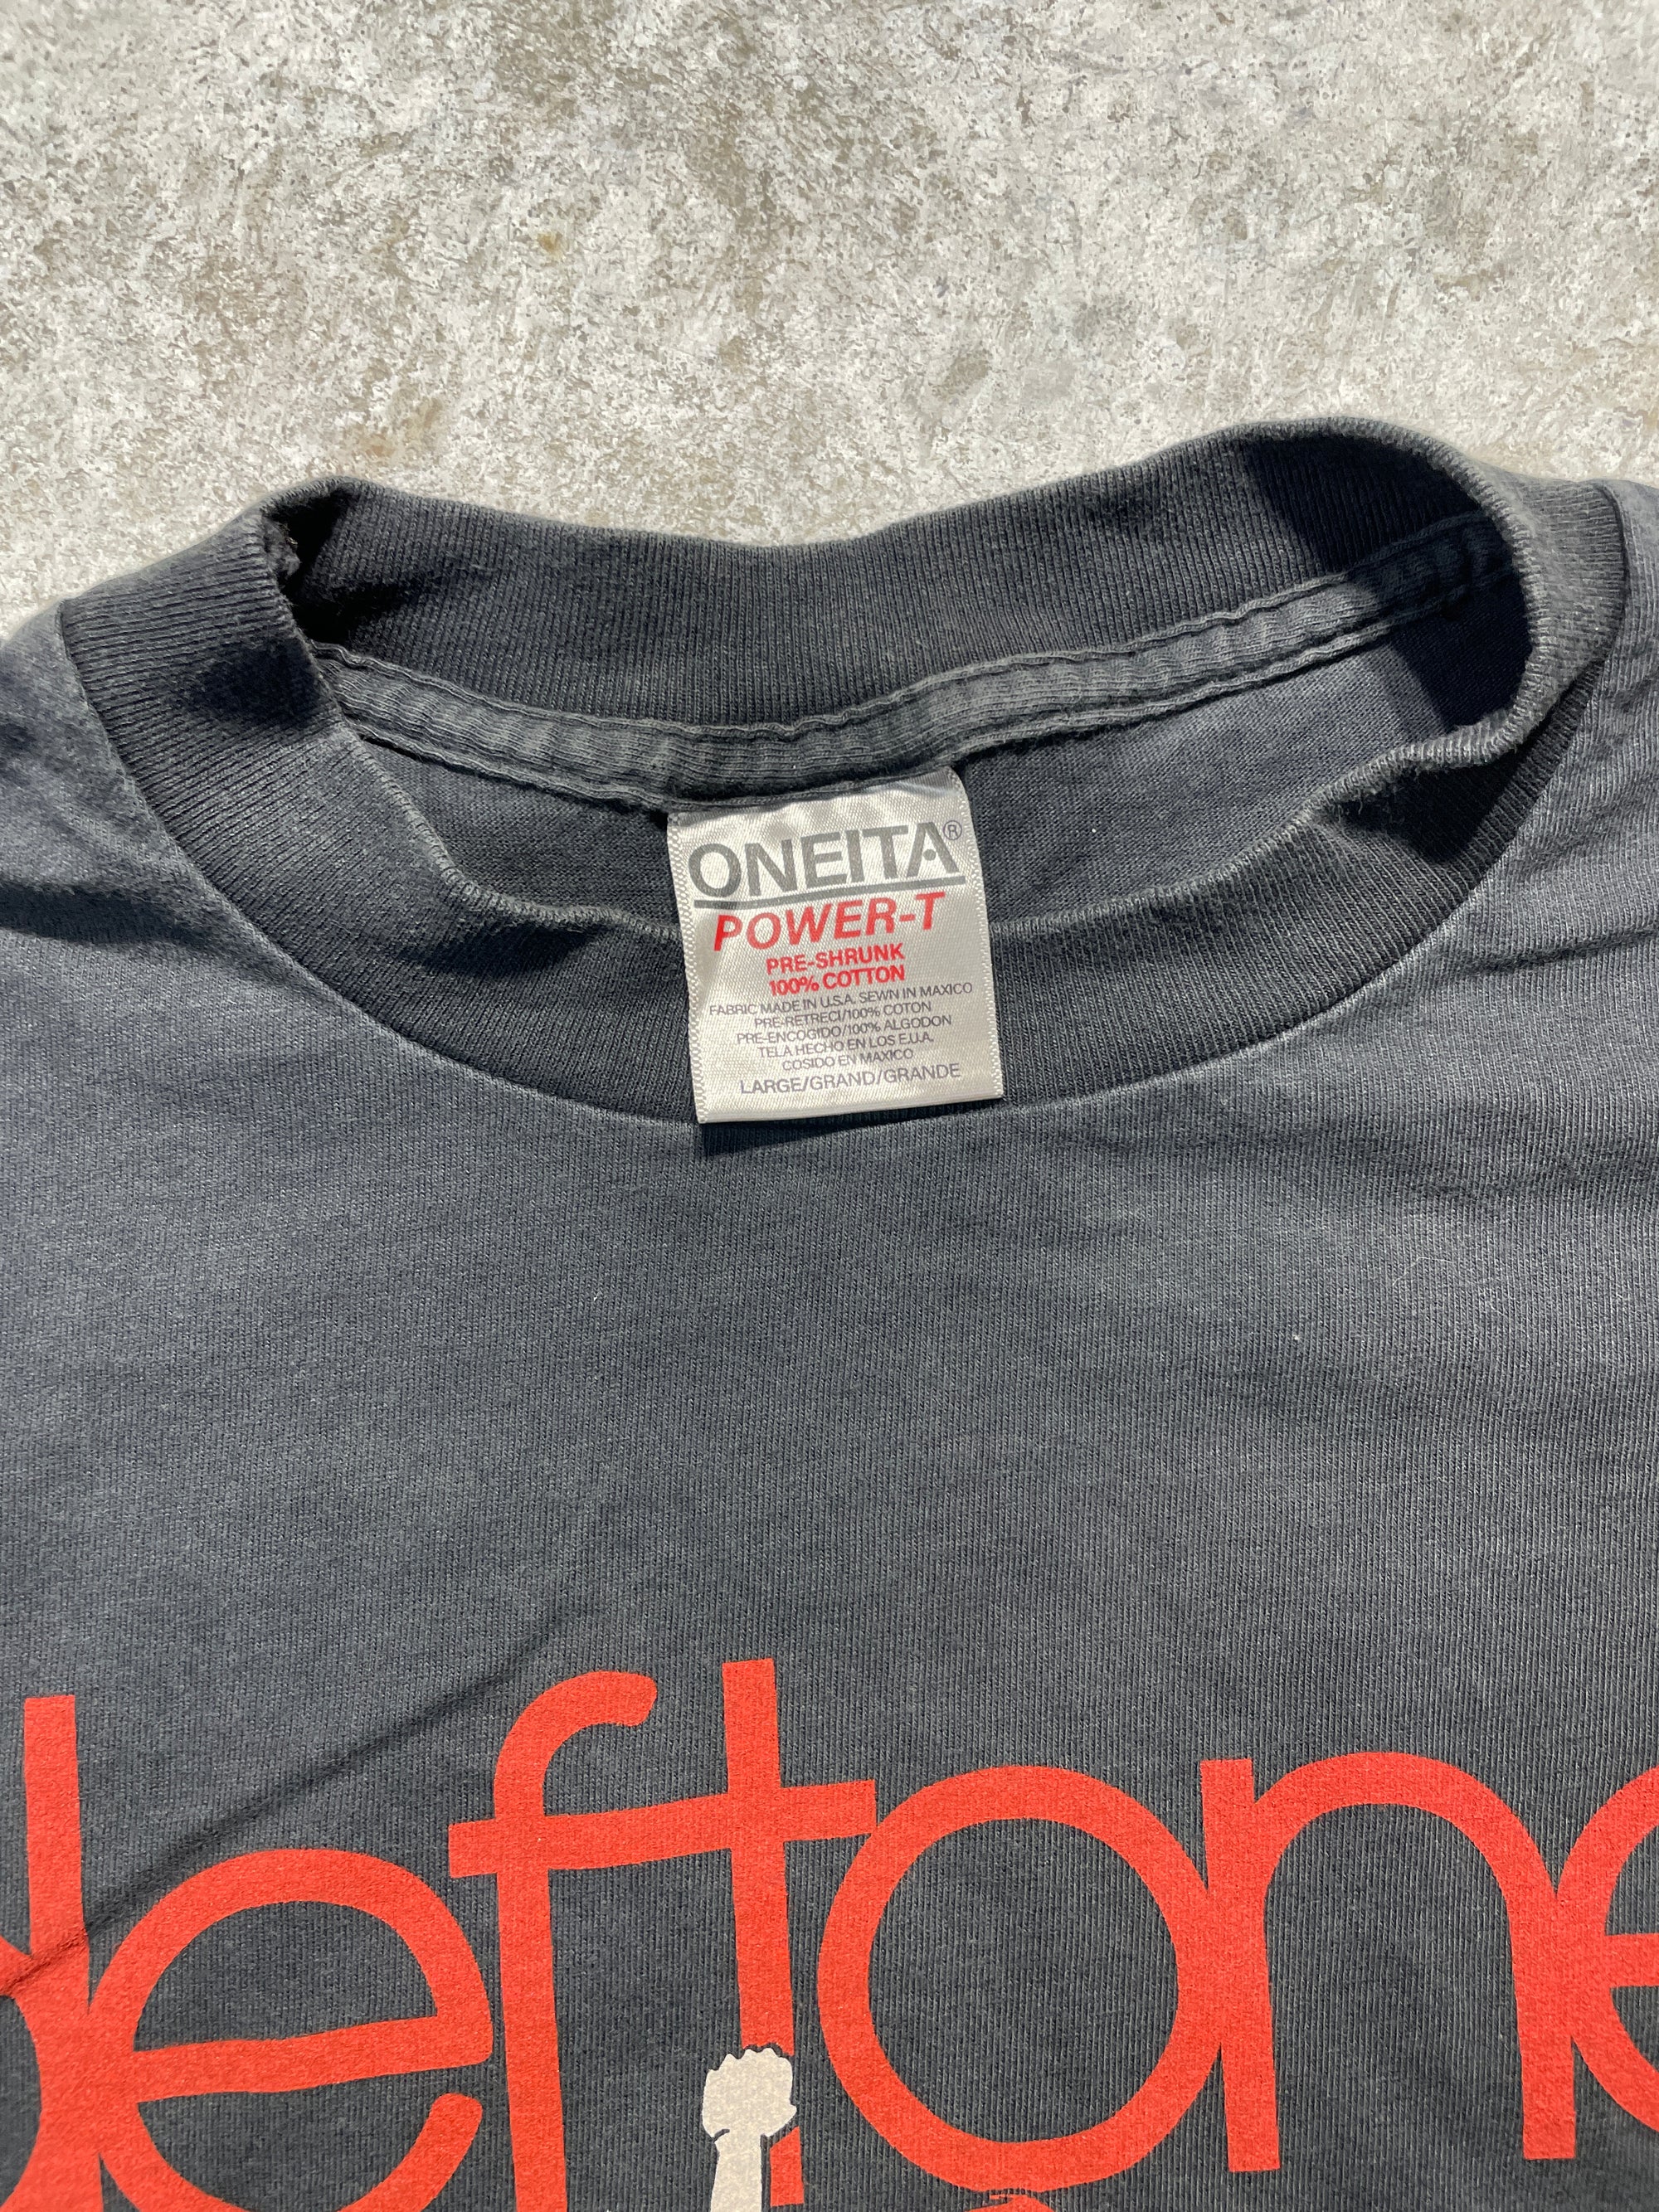 ONEITA®
POWER-T
PRE-SHRUNK
100% COTTON
FABRIC MADE IN U.S.A. SEWN IN MAXICO
PRE-RETRECI/100% COTON
PRE-ENCOGIDO/100% ALGODON
TELA HECHO EN LOS E.U.A.
COSIDO EN MAXICO
LARGE/GRAND/GRANDE
deftone